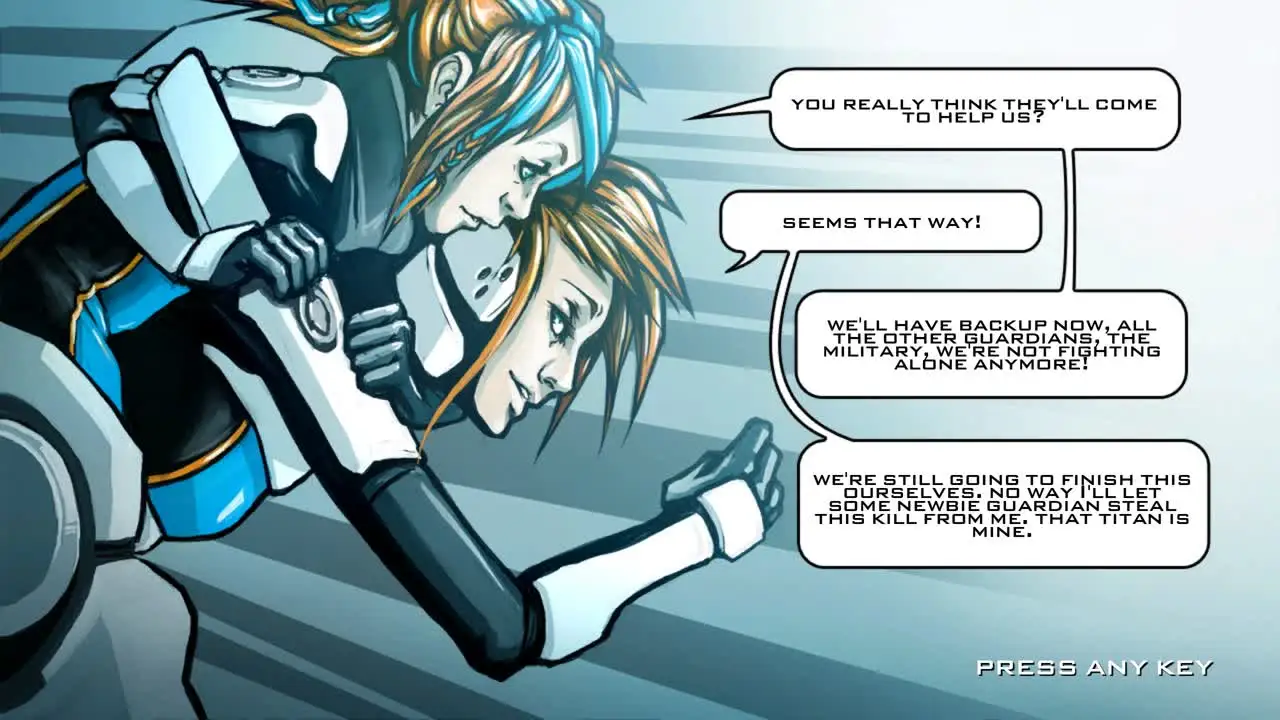 YOU REALLY THINK THEY'LL COME
TO HELP US?
SEEMS THAT WAY!
WE'LL HAVE BACKUP NOW, ALL
THE OTHER GUARDIANS, THE
MILITARY, WE'RE NOT FIGHTING
ALONE ANYMORE!
WE'RE STILL GOING TO FINISH THIS
OURSELVES. NO WAY I'LL LET
SOME NEWBIE GUARDIAN STEAL
THIS KILL FROM ME. THAT TITAN IS
MINE.
PRESS ANY KEY